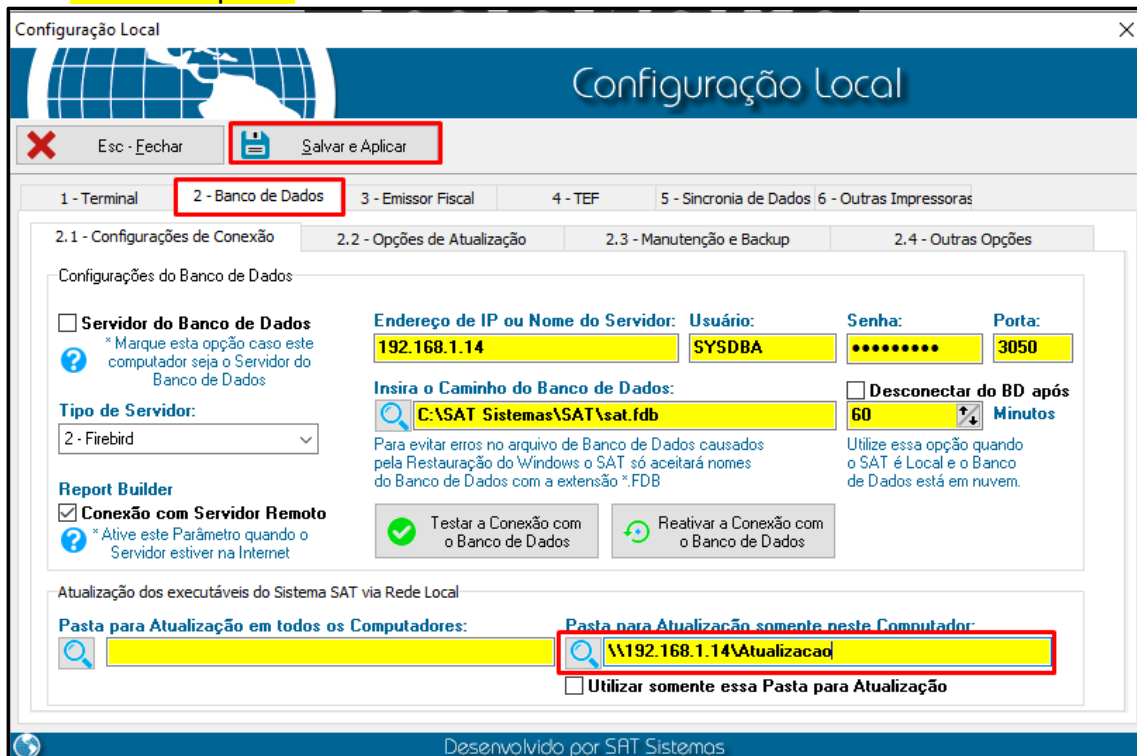 Configuração Local
Configuração Local
Esc - Fechar
Salvar e Aplicar
1 - Terminal
2 - Banco de Dados
3 - Emissor Fiscal
4 - TEF
5 - Sincronia de Dados
6 - Outras Impressoras
2.1 - Configurações de Conexão
2.2 - Opções de Atualização
2.3 - Manutenção e Backup
2.4 - Outras Opções
Configurações do Banco de Dados
Servidor do Banco de Dados
* Marque esta opção caso este
computador seja o Servidor do
Banco de Dados
Tipo de Servidor:
2 - Firebird
Report Builder
Conexão com Servidor Remoto
* Ative este Parâmetro quando o
Servidor estiver na Internet
Endereço de IP ou Nome do Servidor:
192.168.1.14
Usuário:
SYSDBA
Senha:
•••••••••
Porta:
3050
Insira o Caminho do Banco de Dados:
C:\SAT Sistemas\SAT\sat.fdb
Para evitar erros no arquivo de Banco de Dados causados
pela Restauração do Windows o SAT só aceitará nomes
do Banco de Dados com a extensão *.FDB
Desconectar do BD após
60
Minutos
Utilize essa opção quando
o SAT é Local e o Banco
de Dados está em nuvem.
Testar a Conexão com
o Banco de Dados
Reativar a Conexão com
o Banco de Dados
Atualização dos executáveis do Sistema SAT via Rede Local
Pasta para Atualização em todos os Computadores:
Pasta para Atualização somente neste Computador:
\\192.168.1.14\Atualizacao
Utilizar somente essa Pasta para Atualização
Desenvolvido por SAT Sistemas